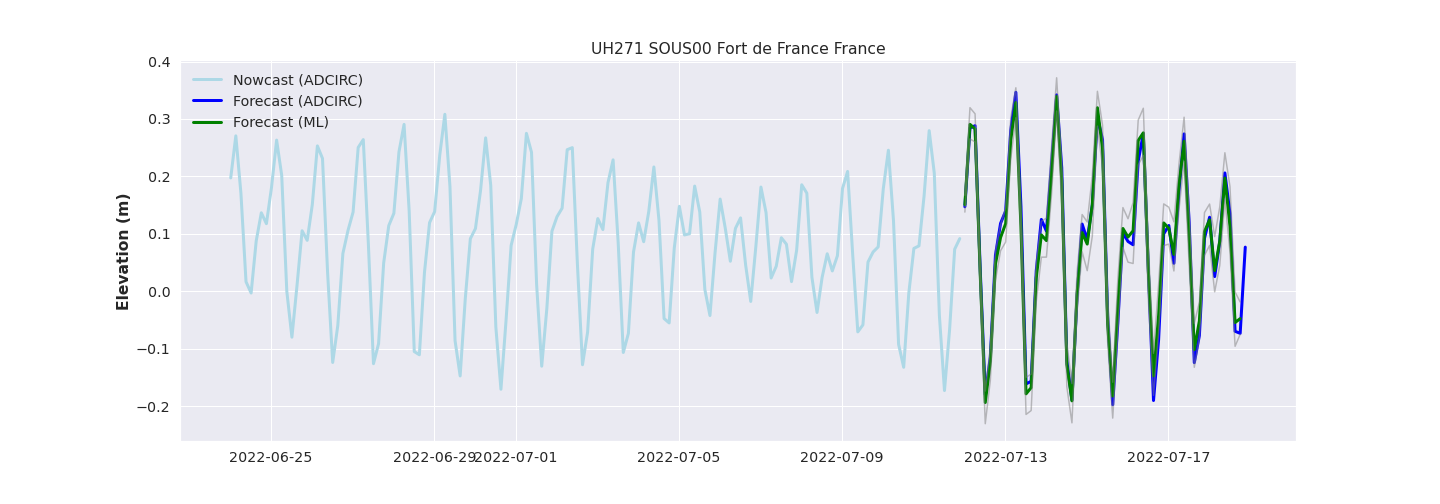 UH271 SOUS00 Fort de France France
Nowcast (ADCIRC)
Forecast (ADCIRC)
Forecast (ML)
Elevation (m)
0.4
0.3
0.2
0.1
0.0
−0.1
−0.2
2022-06-25
2022-06-29
2022-07-01
2022-07-05
2022-07-09
2022-07-13
2022-07-17